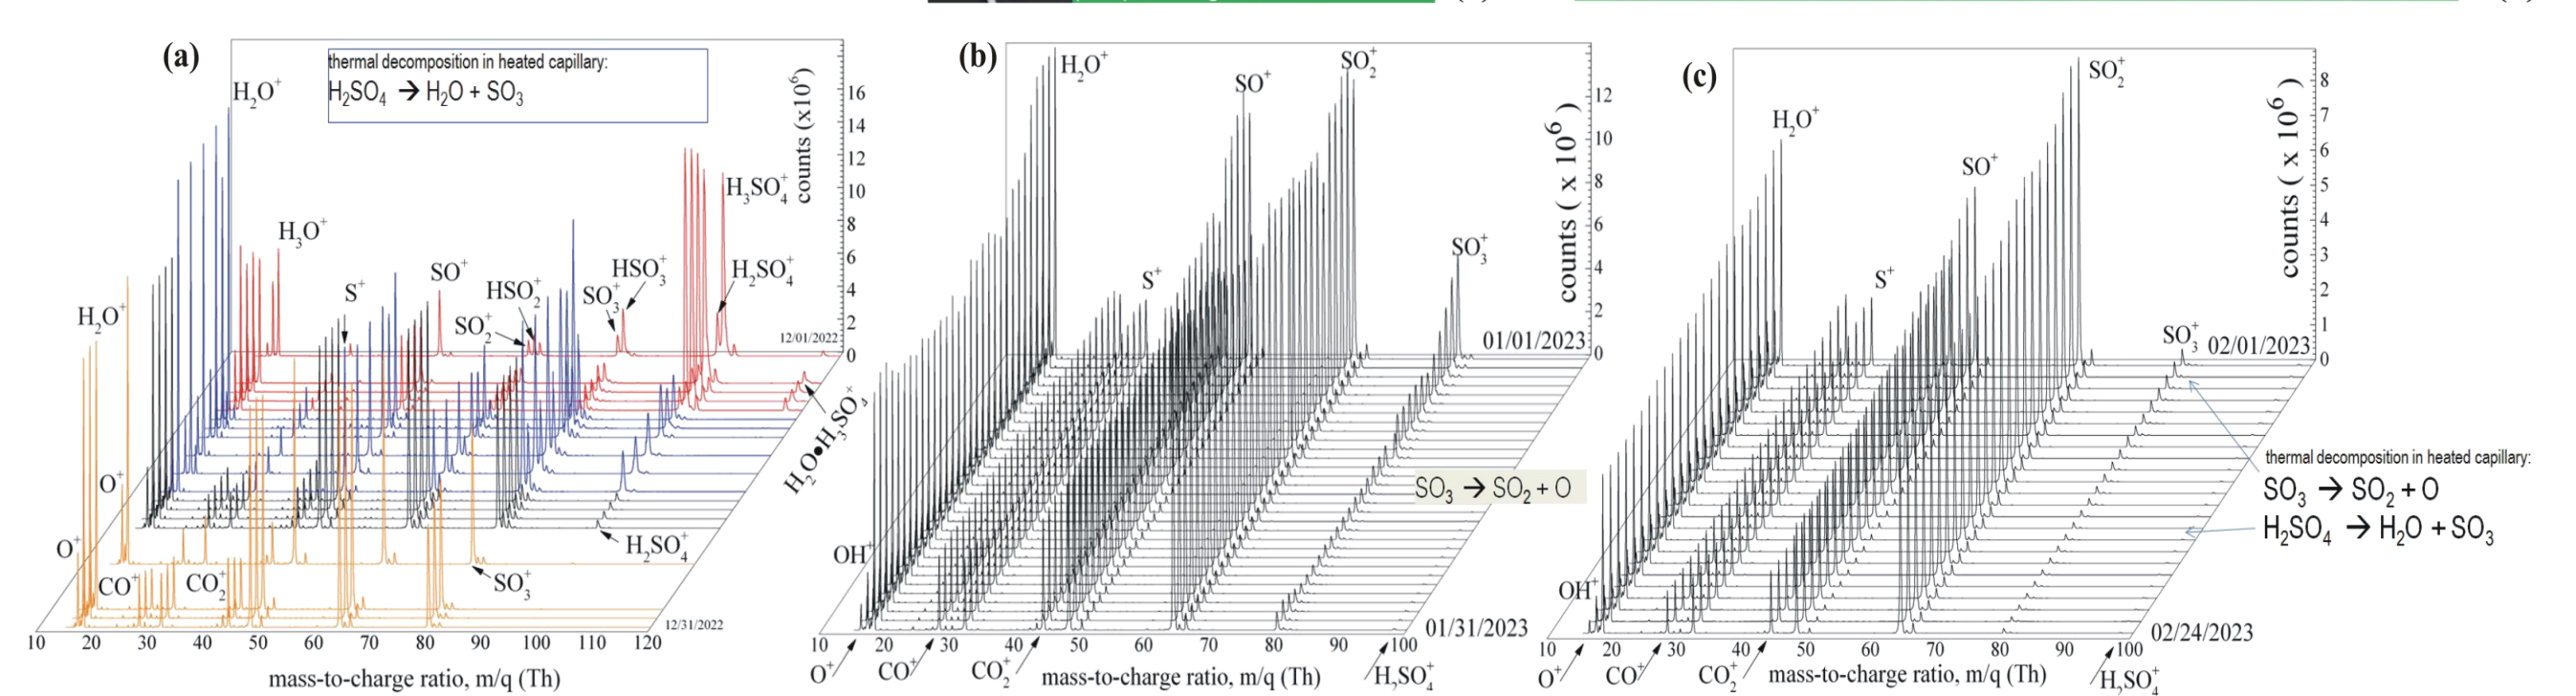 (a)
thermal decomposition in heated capillary:
H₂SO₄ → H₂O + SO₃
H₂O⁺
H₃O⁺
H₂O⁺
O⁺
O⁺
CO⁺
CO₂⁺
S⁺
SO⁺
SO₂⁺
HSO₂⁺
SO₃⁺
HSO₃⁺
H₃SO₄⁺
H₂SO₄⁺
H₂O•H₃SO₄⁺
H₂SO₄⁺
SO₃⁺
counts (x10⁶)
16
14
12
10
8
6
4
2
0
12/01/2022
12/31/2022
10 20 30 40 50 60 70 80 90 100 110 120
mass-to-charge ratio, m/q (Th)
(b)
H₂O⁺
S⁺
SO⁺
SO₂⁺
SO₃⁺
OH⁺
counts ( x 10⁶ )
12
10
8
6
4
2
0
01/01/2023
SO₃ → SO₂ + O
01/31/2023
10 20 30 40 50 60 70 80 90 100
O⁺ CO⁺ CO₂⁺ mass-to-charge ratio, m/q (Th) H₂SO₄⁺
(c)
H₂O⁺
S⁺
SO⁺
SO₂⁺
SO₃⁺
OH⁺
counts ( x 10⁶ )
8
7
6
5
4
3
2
1
0
02/01/2023
thermal decomposition in heated capillary:
SO₃ → SO₂ + O
H₂SO₄ → H₂O + SO₃
02/24/2023
10 20 30 40 50 60 70 80 90 100
O⁺ CO⁺ CO₂⁺ mass-to-charge ratio, m/q (Th) H₂SO₄⁺